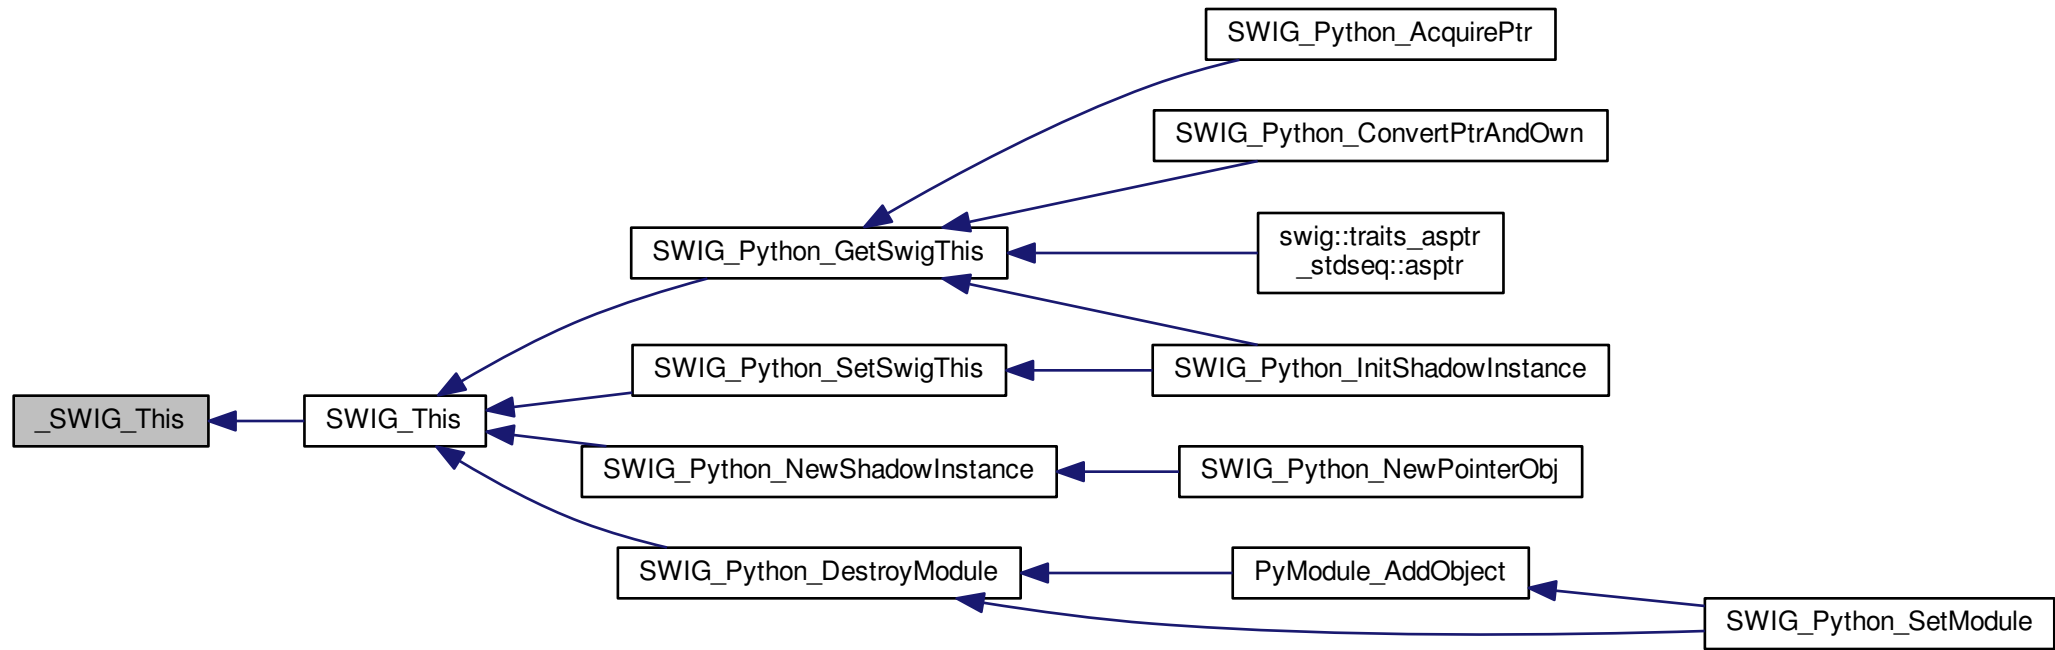 SWIG_Python_AcquirePtr
SWIG_Python_ConvertPtrAndOwn
swig::traits_asptr
_stdseq::asptr
SWIG_Python_GetSwigThis
SWIG_Python_SetSwigThis
SWIG_Python_InitShadowInstance
_SWIG_This
SWIG_This
SWIG_Python_NewShadowInstance
SWIG_Python_NewPointerObj
SWIG_Python_DestroyModule
PyModule_AddObject
SWIG_Python_SetModule